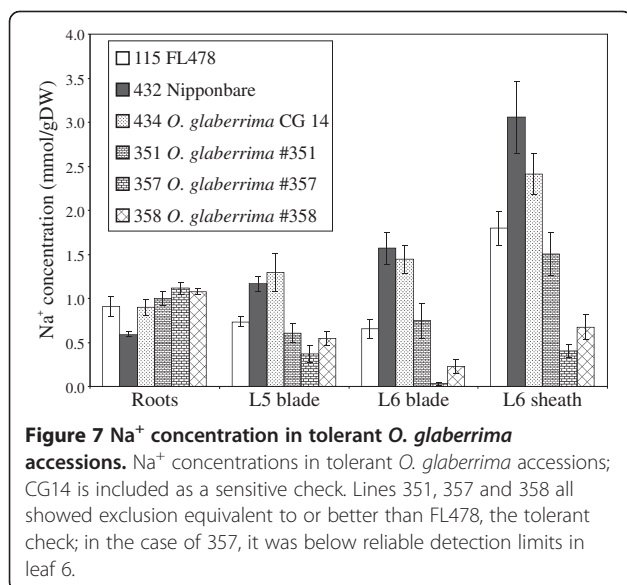 4.0
3.5
3.0
2.5
2.0
1.5
1.0
0.5
0.0
Na⁺ concentration (mmol/gDW)
115 FL478
432 Nipponbare
434 O. glaberrima CG 14
351 O. glaberrima #351
357 O. glaberrima #357
358 O. glaberrima #358
Roots L5 blade L6 blade L6 sheath
Figure 7 Na⁺ concentration in tolerant O. glaberrima
accessions. Na⁺ concentrations in tolerant O. glaberrima accessions;
CG14 is included as a sensitive check. Lines 351, 357 and 358 all
showed exclusion equivalent to or better than FL478, the tolerant
check; in the case of 357, it was below reliable detection limits in
leaf 6.